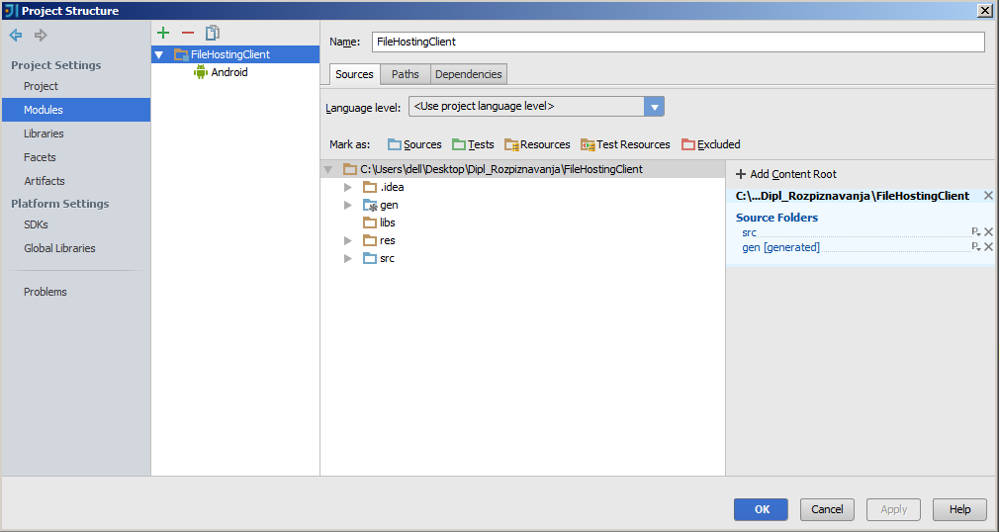 Project Structure
Project Settings
Project
Modules
Libraries
Facets
Artifacts
Platform Settings
SDKs
Global Libraries
Problems
FileHostingClient
Android
Name: FileHostingClient
Sources Paths Dependencies
Language level: <Use project language level>
Mark as: Sources Tests Resources Test Resources Excluded
C:\Users\dell\Desktop\Dipl_Rozpiznavanja\FileHostingClient
.idea
gen
libs
res
src
+ Add Content Root
C:\...Dipl_Rozpiznavanja\FileHostingClient
Source Folders
src
gen [generated]
OK Cancel Apply Help